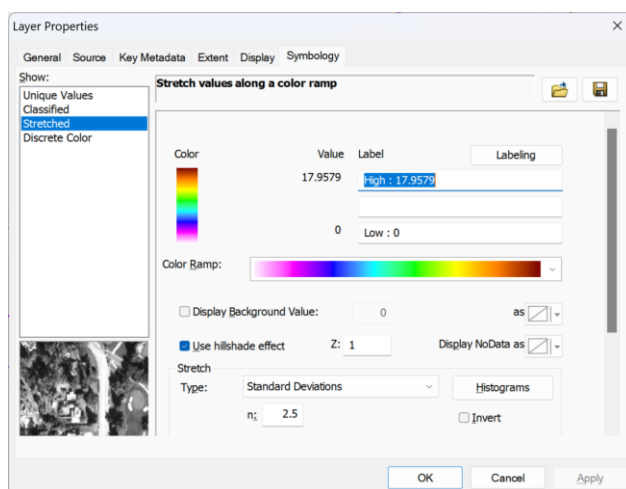 Layer Properties
General Source Key Metadata Extent Display Symbology
Show:
Unique Values
Classified
Stretched
Discrete Color
Stretch values along a color ramp
Color Value Label Labeling
17.9579 High : 17.9579
0 Low : 0
Color Ramp:
Display Background Value: 0 as
Use hillshade effect Z: 1 Display NoData as
Stretch
Type: Standard Deviations Histograms
n: 2.5 Invert
OK Cancel Apply